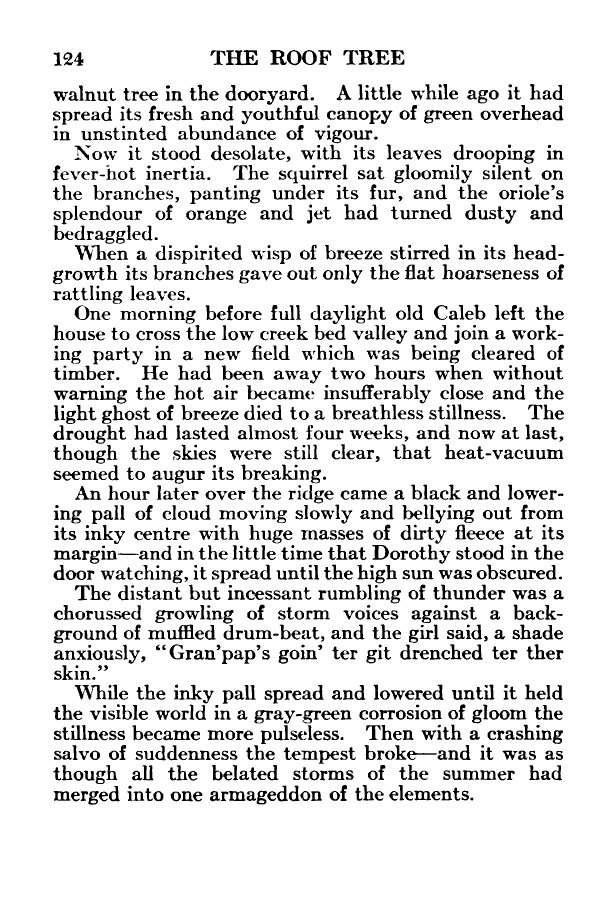 124 THE ROOF TREE
walnut tree in the dooryard. A little while ago it had
spread its fresh and youthful canopy of green overhead
in unstinted abundance of vigour.
Now it stood desolate, with its leaves drooping in
fever-hot inertia. The squirrel sat gloomily silent on
the branches, panting under its fur, and the oriole's
splendour of orange and jet had turned dusty and
bedraggled.
When a dispirited wisp of breeze stirred in its head-
growth its branches gave out only the flat hoarseness of
rattling leaves.
One morning before full daylight old Caleb left the
house to cross the low creek bed valley and join a work-
ing party in a new field which was being cleared of
timber. He had been away two hours when without
warning the hot air became insufferably close and the
light ghost of breeze died to a breathless stillness. The
drought had lasted almost four weeks, and now at last,
though the skies were still clear, that heat-vacuum
seemed to augur its breaking.
An hour later over the ridge came a black and lower-
ing pall of cloud moving slowly and bellying out from
its inky centre with huge masses of dirty fleece at its
margin—and in the little time that Dorothy stood in the
door watching, it spread until the high sun was obscured.
The distant but incessant rumbling of thunder was a
chorussed growling of storm voices against a back-
ground of muffled drum-beat, and the girl said, a shade
anxiously, "Gran'pap's goin' ter git drenched ter ther
skin."
While the inky pall spread and lowered until it held
the visible world in a gray-green corrosion of gloom the
stillness became more pulseless. Then with a crashing
salvo of suddenness the tempest broke—and it was as
though all the belated storms of the summer had
merged into one armageddon of the elements.